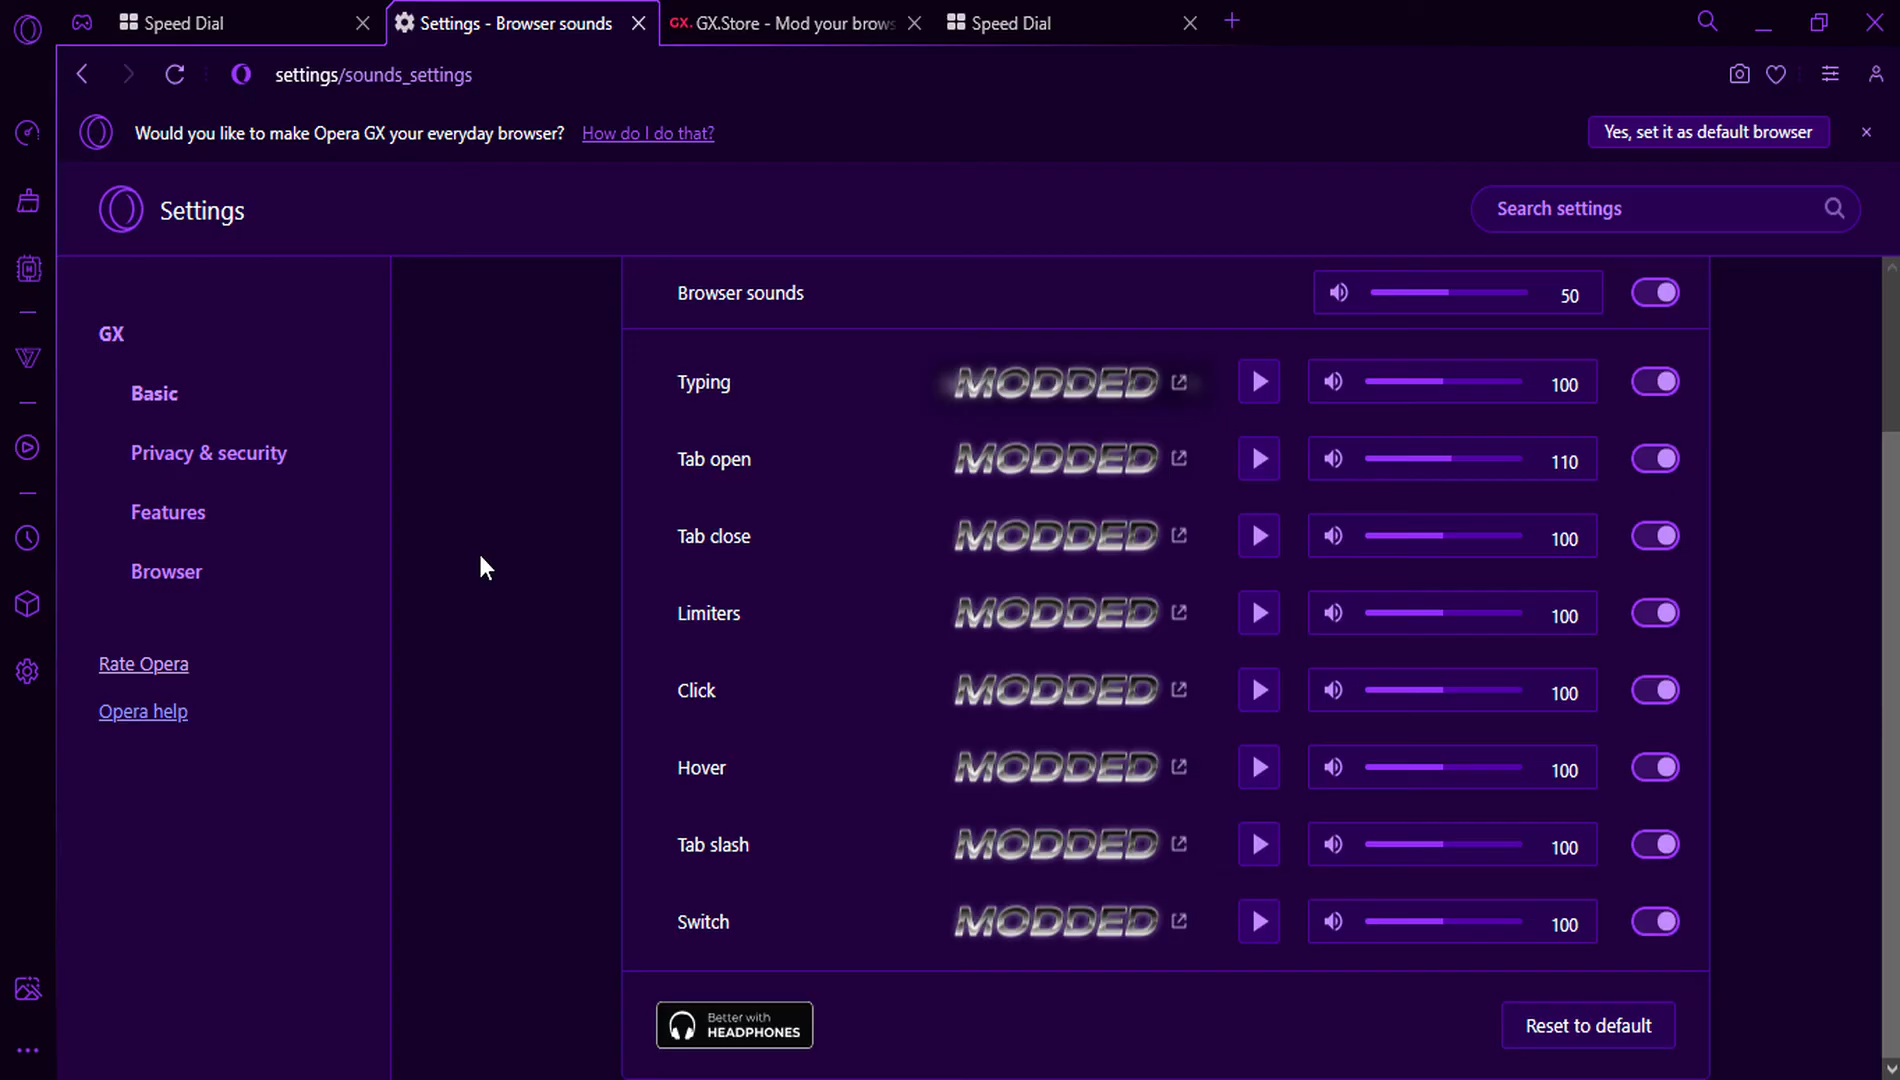 Speed Dial
Settings - Browser sounds
GX. GX.Store - Mod your brows
Speed Dial
settings/sounds_settings
Would you like to make Opera GX your everyday browser? How do I do that?
Yes, set it as default browser
Settings
Search settings
GX
Basic
Privacy & security
Features
Browser
Rate Opera
Opera help
Browser sounds 50
Typing MODDED 100
Tab open MODDED 110
Tab close MODDED 100
Limiters MODDED 100
Click MODDED 100
Hover MODDED 100
Tab slash MODDED 100
Switch MODDED 100
Better with
HEADPHONES
Reset to default